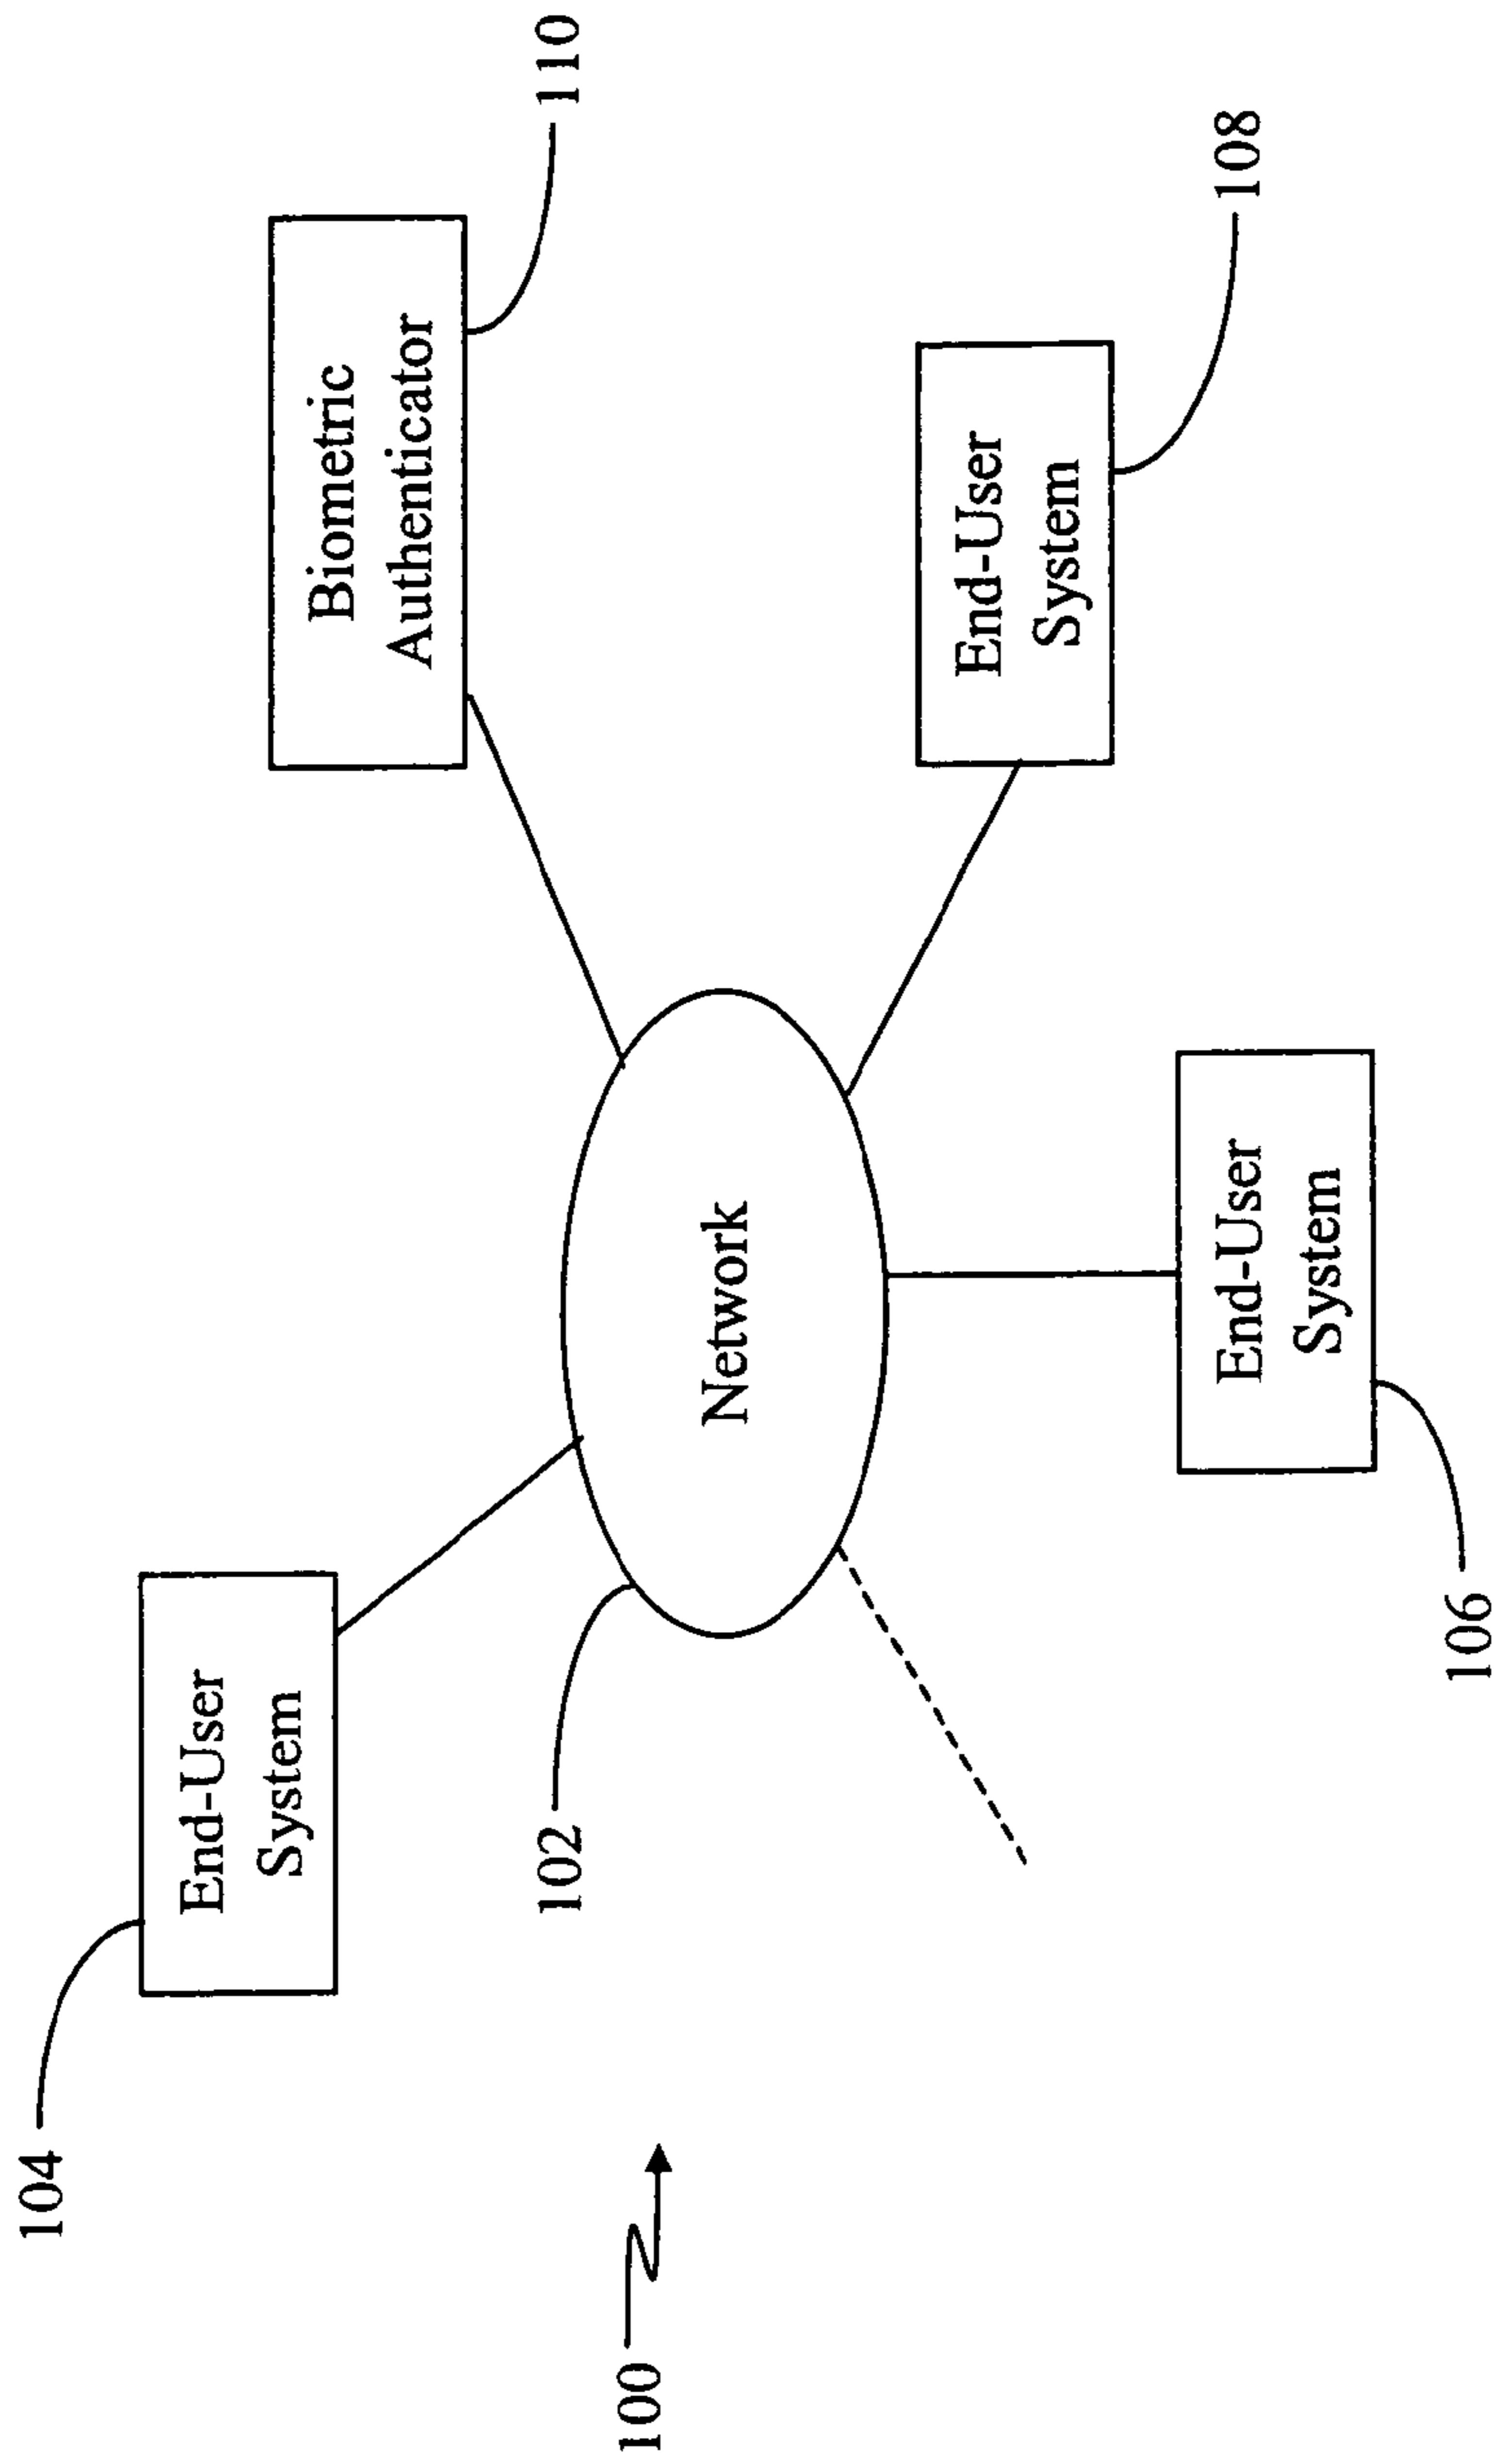 104
End-User
System
Biometric
Authenticator
110
102
Network
100
End-User
System
108
End-User
System
106